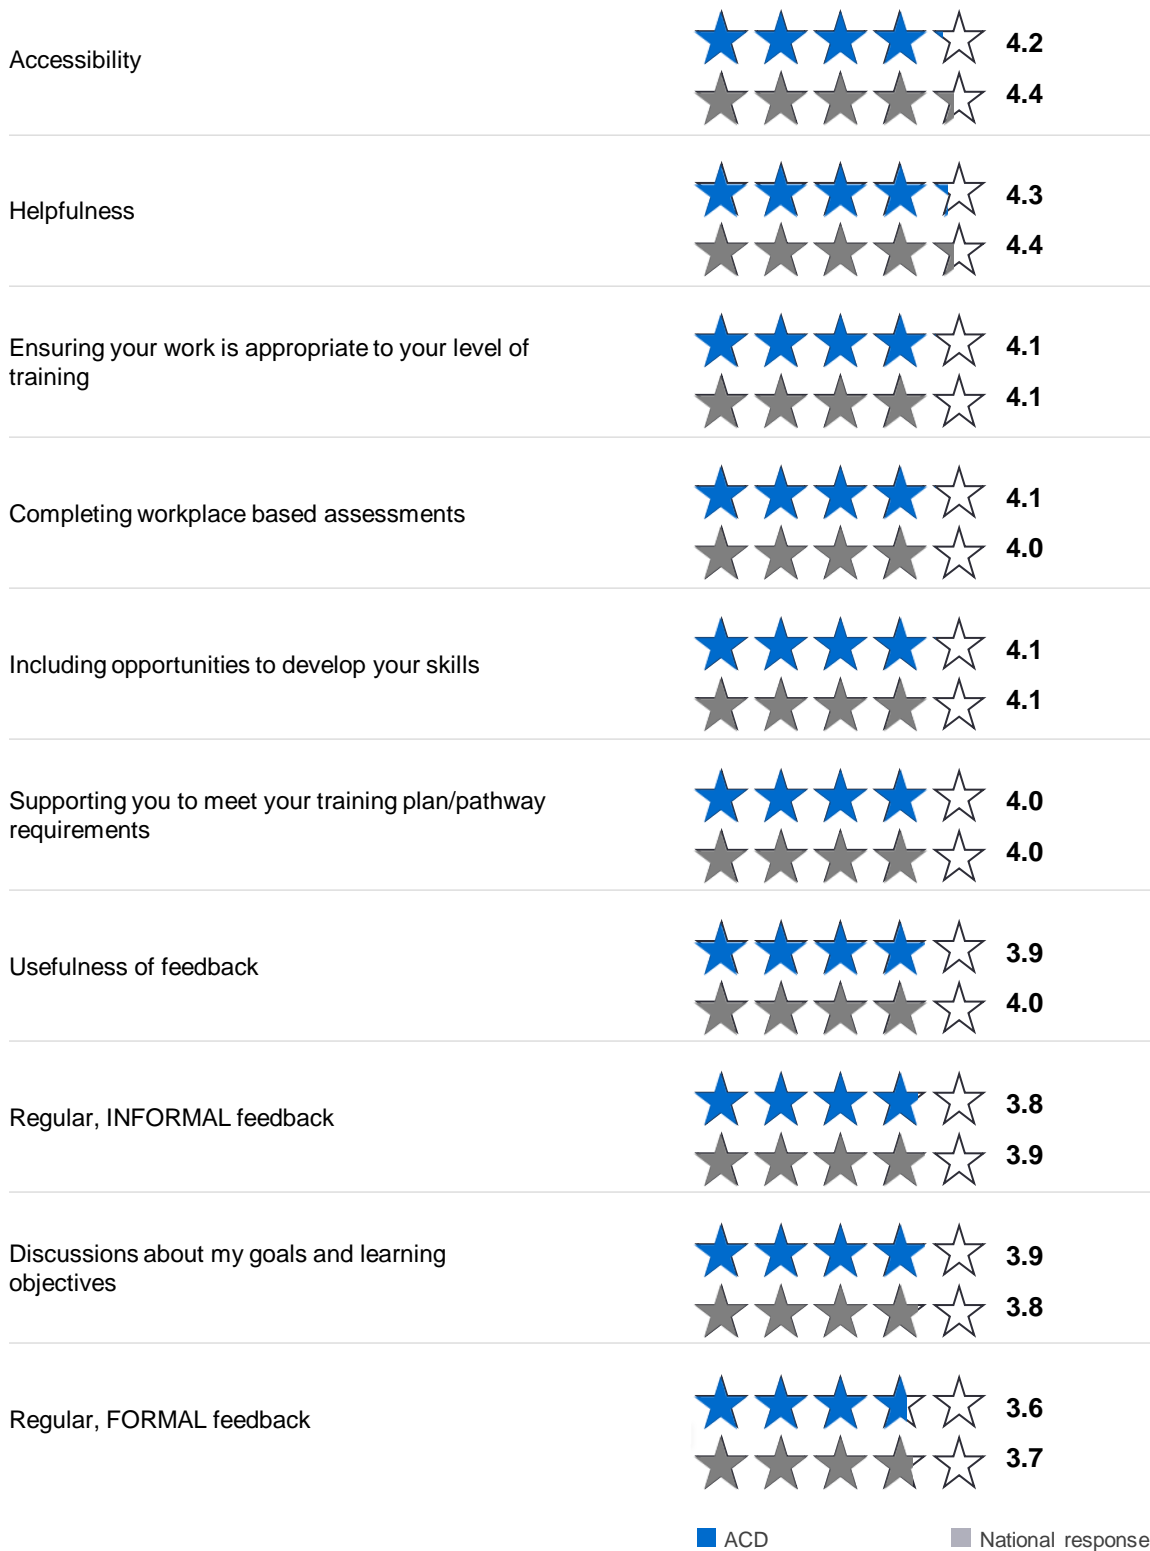 Accessibility
4.2
4.4
Helpfulness
4.3
4.4
Ensuring your work is appropriate to your level of
training
4.1
4.1
Completing workplace based assessments
4.1
4.0
Including opportunities to develop your skills
4.1
4.1
Supporting you to meet your training plan/pathway
requirements
4.0
4.0
Usefulness of feedback
3.9
4.0
Regular, INFORMAL feedback
3.8
3.9
Discussions about my goals and learning
objectives
3.9
3.8
Regular, FORMAL feedback
3.6
3.7
ACD
National response